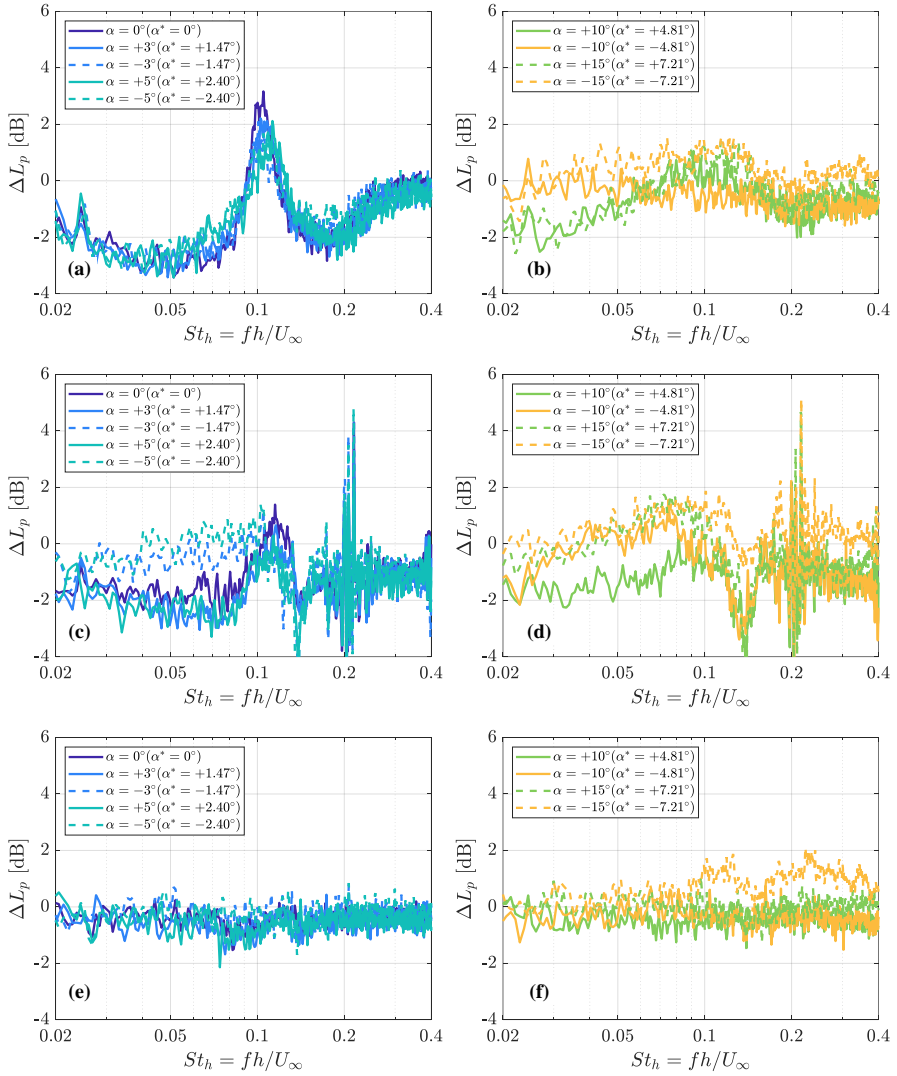 6
4
2
0
-2
-4
ΔL_p [dB]
α = 0°(α* = 0°)
α = +3°(α* = +1.47°)
α = −3°(α* = −1.47°)
α = +5°(α* = +2.40°)
α = −5°(α* = −2.40°)
(a)
0.02 0.05 0.1 0.2 0.4
St_h = fh/U_∞
6
4
2
0
-2
-4
ΔL_p [dB]
α = +10°(α* = +4.81°)
α = −10°(α* = −4.81°)
α = +15°(α* = +7.21°)
α = −15°(α* = −7.21°)
(b)
0.02 0.05 0.1 0.2 0.4
St_h = fh/U_∞
6
4
2
0
-2
-4
ΔL_p [dB]
α = 0°(α* = 0°)
α = +3°(α* = +1.47°)
α = −3°(α* = −1.47°)
α = +5°(α* = +2.40°)
α = −5°(α* = −2.40°)
(c)
0.02 0.05 0.1 0.2 0.4
St_h = fh/U_∞
6
4
2
0
-2
-4
ΔL_p [dB]
α = +10°(α* = +4.81°)
α = −10°(α* = −4.81°)
α = +15°(α* = +7.21°)
α = −15°(α* = −7.21°)
(d)
0.02 0.05 0.1 0.2 0.4
St_h = fh/U_∞
6
4
2
0
-2
-4
ΔL_p [dB]
α = 0°(α* = 0°)
α = +3°(α* = +1.47°)
α = −3°(α* = −1.47°)
α = +5°(α* = +2.40°)
α = −5°(α* = −2.40°)
(e)
0.02 0.05 0.1 0.2 0.4
St_h = fh/U_∞
6
4
2
0
-2
-4
ΔL_p [dB]
α = +10°(α* = +4.81°)
α = −10°(α* = −4.81°)
α = +15°(α* = +7.21°)
α = −15°(α* = −7.21°)
(f)
0.02 0.05 0.1 0.2 0.4
St_h = fh/U_∞